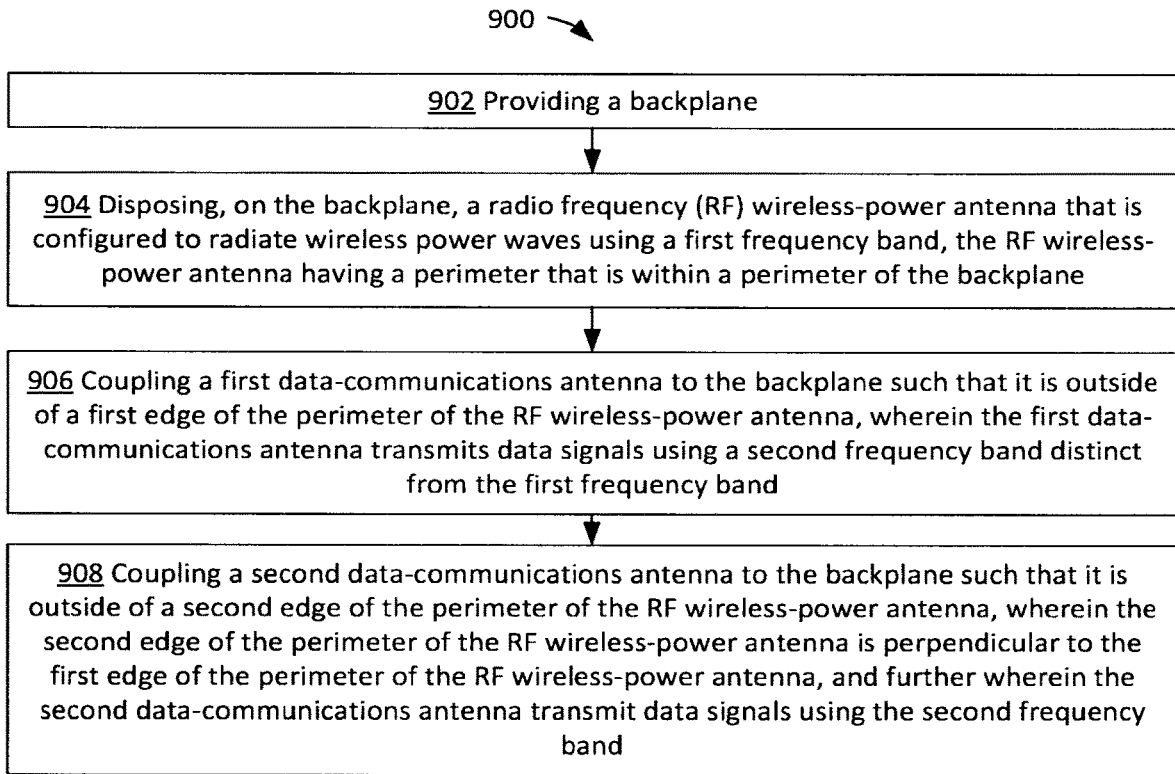 900
902 Providing a backplane
904 Disposing, on the backplane, a radio frequency (RF) wireless-power antenna that is
configured to radiate wireless power waves using a first frequency band, the RF wireless-
power antenna having a perimeter that is within a perimeter of the backplane
906 Coupling a first data-communications antenna to the backplane such that it is outside
of a first edge of the perimeter of the RF wireless-power antenna, wherein the first data-
communications antenna transmits data signals using a second frequency band distinct
from the first frequency band
908 Coupling a second data-communications antenna to the backplane such that it is
outside of a second edge of the perimeter of the RF wireless-power antenna, wherein the
second edge of the perimeter of the RF wireless-power antenna is perpendicular to the
first edge of the perimeter of the RF wireless-power antenna, and further wherein the
second data-communications antenna transmit data signals using the second frequency
band